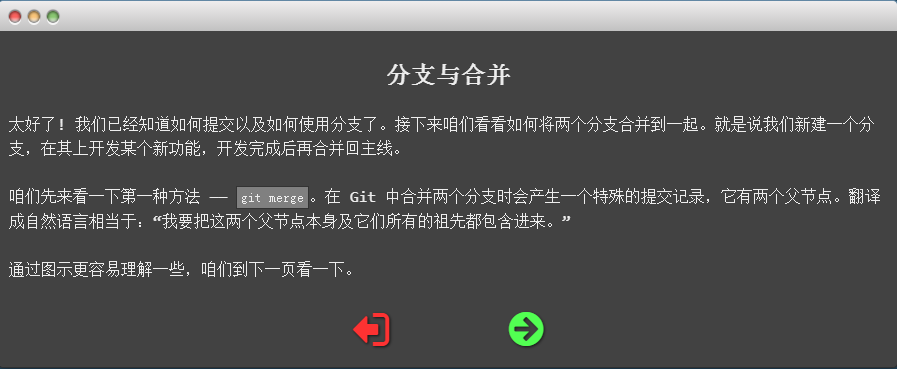 分支与合并
太好了! 我们已经知道如何提交以及如何使用分支了。接下来咱们看看如何将两个分支合并到一起。就是说我们新建一个分
支，在其上开发某个新功能，开发完成后再合并回主线。
咱们先来看一下第一种方法 —— git merge。在 Git 中合并两个分支时会产生一个特殊的提交记录，它有两个父节点。翻译
成自然语言相当于：“我要把这两个父节点本身及它们所有的祖先都包含进来。”
通过图示更容易理解一些，咱们到下一页看一下。